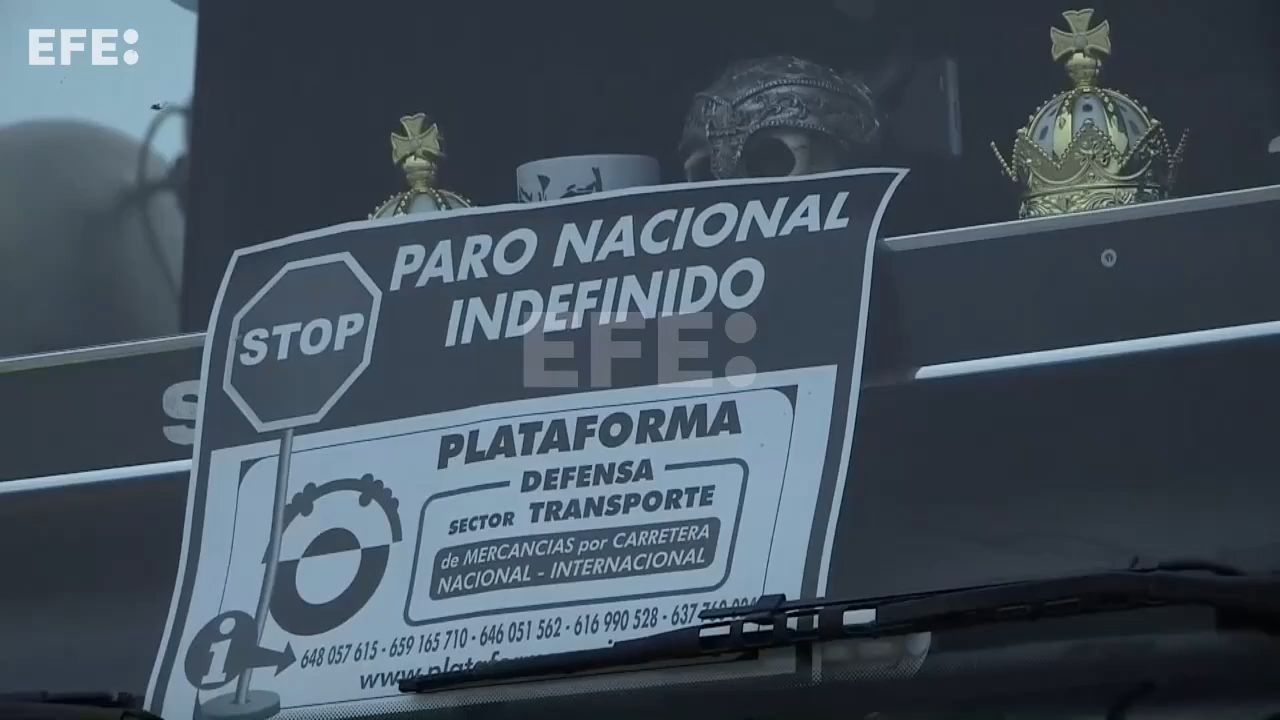 EFE:
PARO NACIONAL
INDEFINIDO
STOP
EFE:
PLATAFORMA
DEFENSA
SECTOR TRANSPORTE
de MERCANCIAS por CARRETERA
NACIONAL - INTERNACIONAL
648 057 615 - 659 165 710 - 646 051 562 - 616 990 528 - 637
i